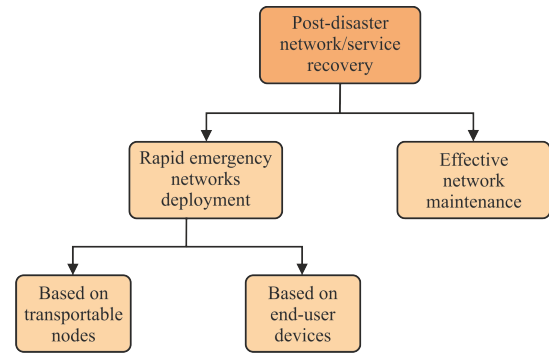 Post-disaster
network/service
recovery
Rapid emergency
networks
deployment
Effective
network
maintenance
Based on
transportable
nodes
Based on
end-user
devices